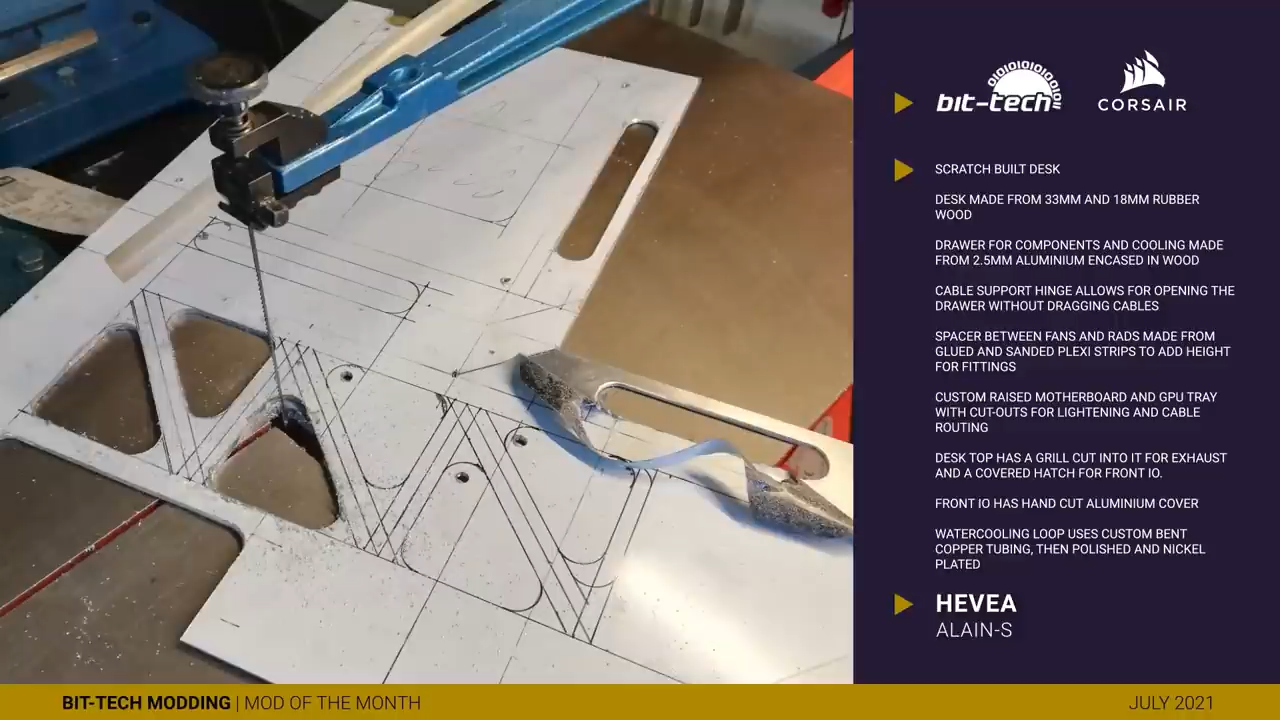 bit-tech
CORSAIR
SCRATCH BUILT DESK
DESK MADE FROM 33MM AND 18MM RUBBER
WOOD
DRAWER FOR COMPONENTS AND COOLING MADE
FROM 2.5MM ALUMINIUM ENCASED IN WOOD
CABLE SUPPORT HINGE ALLOWS FOR OPENING THE
DRAWER WITHOUT DRAGGING CABLES
SPACER BETWEEN FANS AND RADS MADE FROM
GLUED AND SANDED PLEXI STRIPS TO ADD HEIGHT
FOR FITTINGS
CUSTOM RAISED MOTHERBOARD AND GPU TRAY
WITH CUT-OUTS FOR LIGHTENING AND CABLE
ROUTING
DESK TOP HAS A GRILL CUT INTO IT FOR EXHAUST
AND A COVERED HATCH FOR FRONT IO.
FRONT IO HAS HAND CUT ALUMINIUM COVER
WATERCOOLING LOOP USES CUSTOM BENT
COPPER TUBING, THEN POLISHED AND NICKEL
PLATED
HEVEA
ALAIN-S
BIT-TECH MODDING | MOD OF THE MONTH
JULY 2021